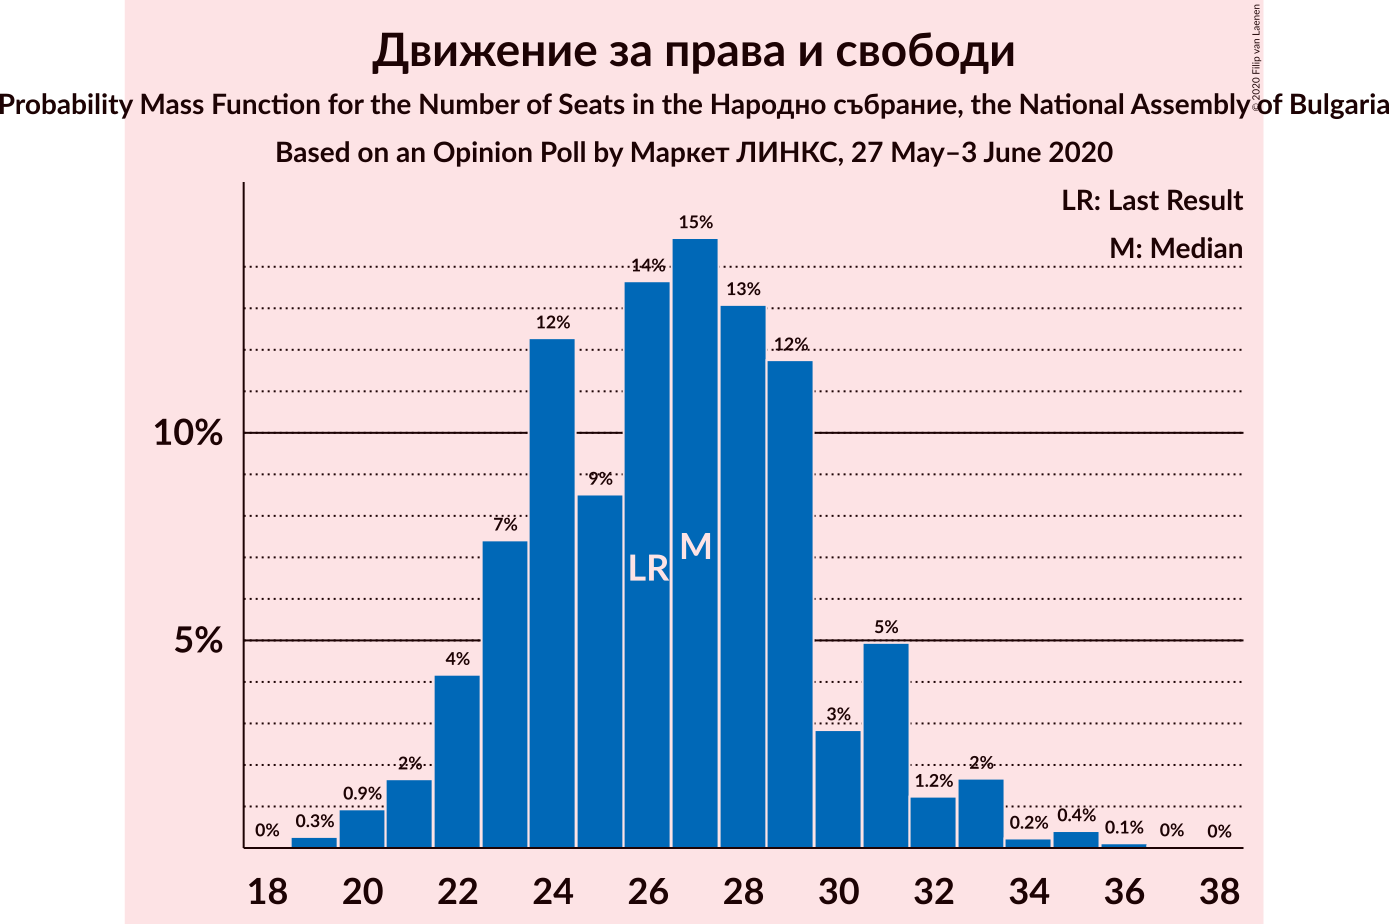 Движение за права и свободи
Probability Mass Function for the Number of Seats in the Народно събрание, the National Assembly of Bulgaria
Based on an Opinion Poll by Маркет ЛИНКС, 27 May–3 June 2020
© 2020 Filip van Laenen
LR: Last Result
M: Median
10%
5%
0% 0.3% 0.9% 2% 4% 7% 12% 9% 14% 15% 13% 12% 3% 5% 1.2% 2% 0.2% 0.4% 0.1% 0% 0%
LR M
18 20 22 24 26 28 30 32 34 36 38